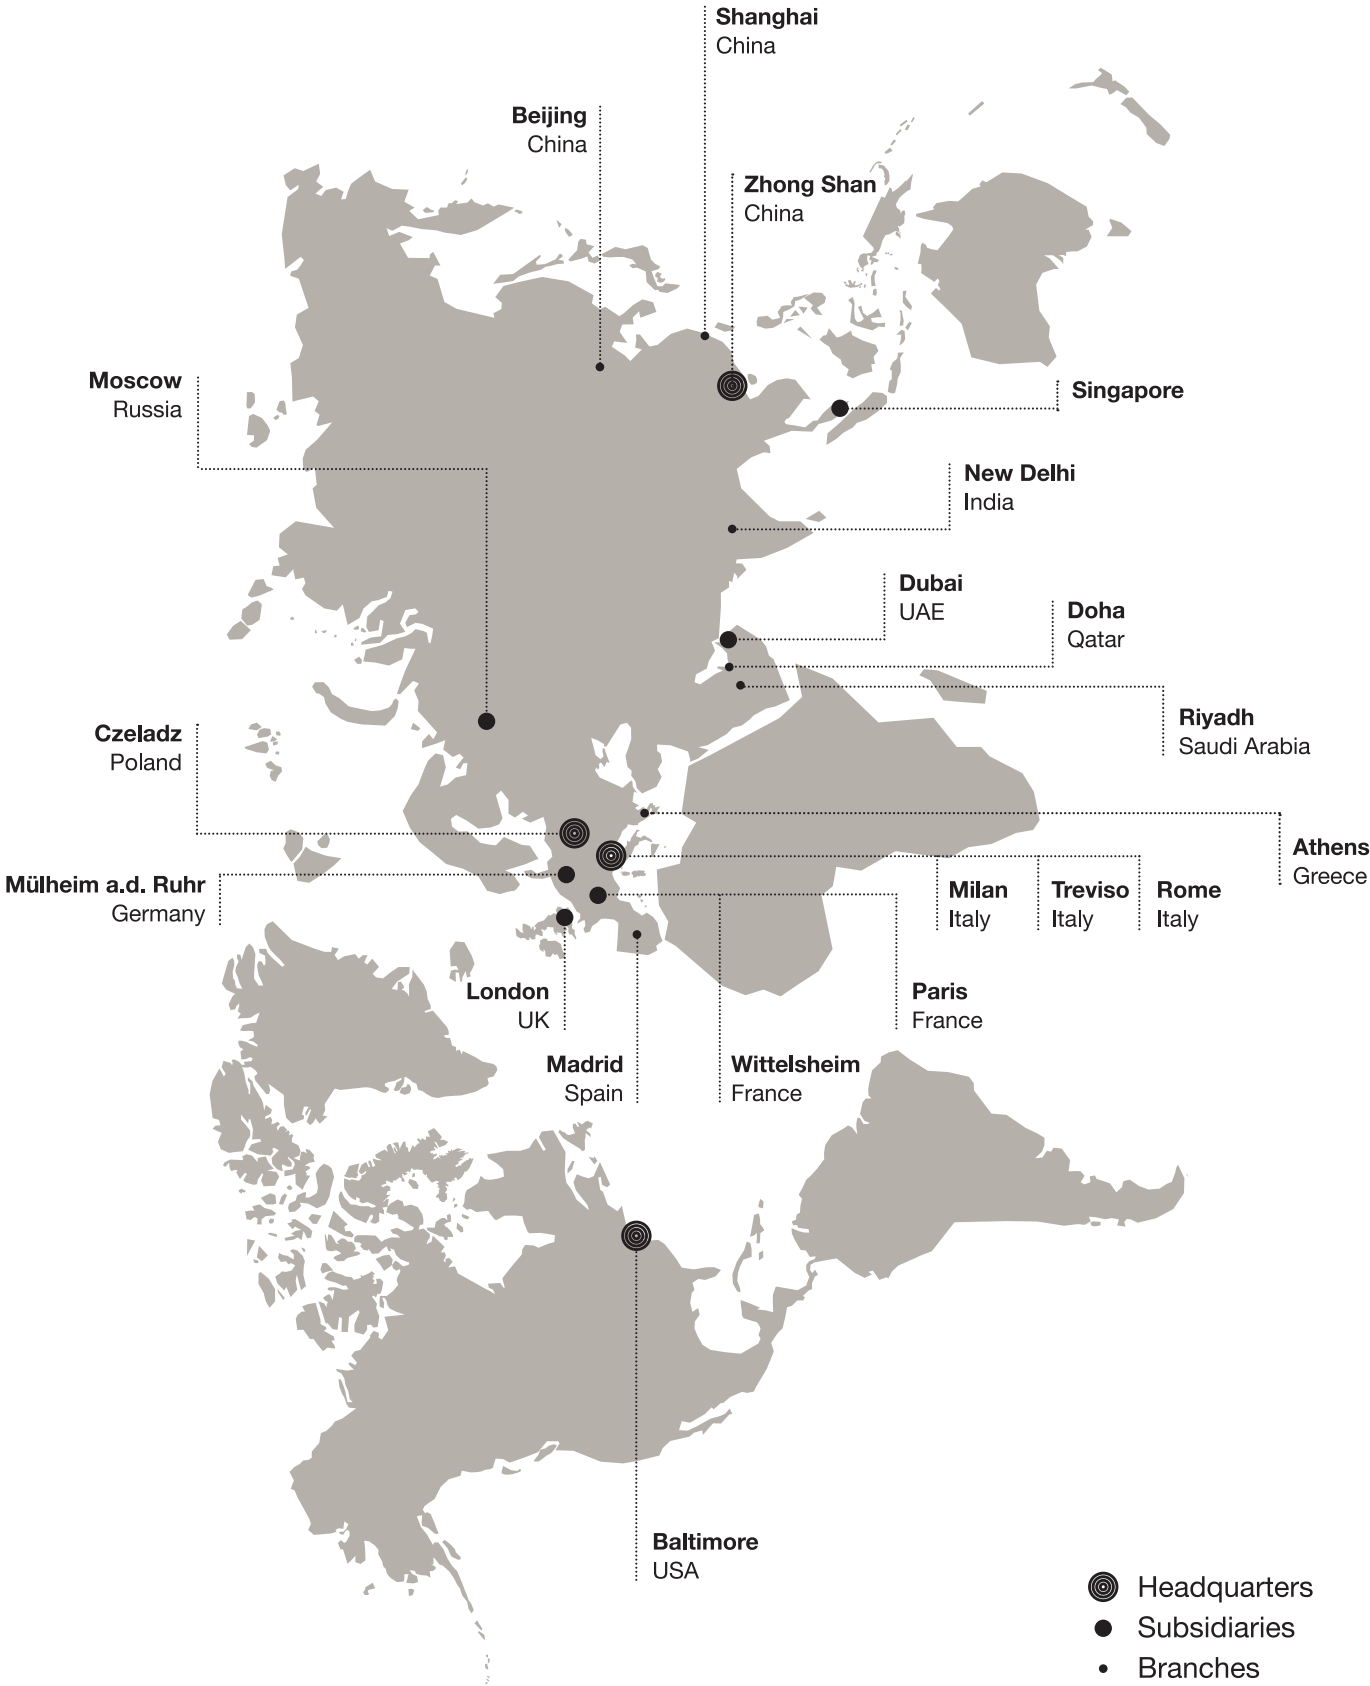 Shanghai
China
Beijing
China
Zhong Shan
China
Moscow
Russia
Singapore
New Delhi
India
Dubai
UAE
Doha
Qatar
Riyadh
Saudi Arabia
Czeladz
Poland
Athens
Greece
Mülheim a.d. Ruhr
Germany
Milan
Italy
Treviso
Italy
Rome
Italy
London
UK
Paris
France
Madrid
Spain
Wittelsheim
France
Baltimore
USA
Headquarters
Subsidiaries
Branches